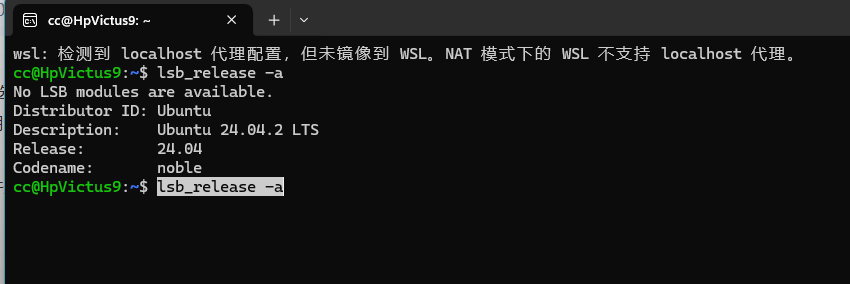 cc@HpVictus9: ~
wsl: 检测到 localhost 代理配置，但未镜像到 WSL。NAT 模式下的 WSL 不支持 localhost 代理。
cc@HpVictus9:~$ lsb_release -a
No LSB modules are available.
Distributor ID: Ubuntu
Description:    Ubuntu 24.04.2 LTS
Release:        24.04
Codename:       noble
cc@HpVictus9:~$ lsb_release -a